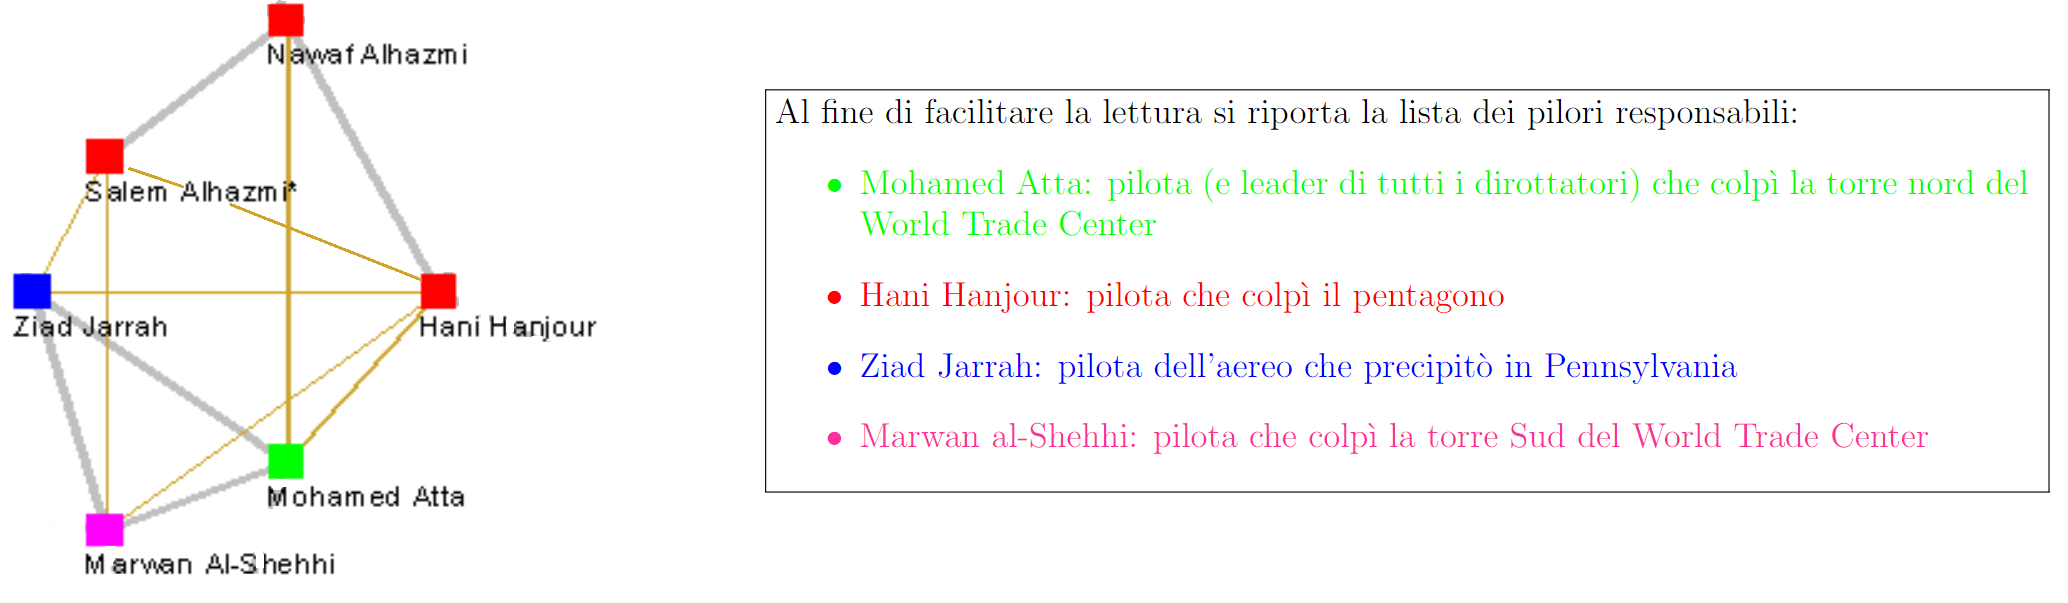 Nawaf Alhazmi
Salem Alhazmi*
Ziad Jarrah
Hani Hanjour
Mohamed Atta
Marwan Al-Shehhi
Al fine di facilitare la lettura si riporta la lista dei pilori responsabili:
• Mohamed Atta: pilota (e leader di tutti i dirottatori) che colpì la torre nord del
World Trade Center
• Hani Hanjour: pilota che colpì il pentagono
• Ziad Jarrah: pilota dell'aereo che precipitò in Pennsylvania
• Marwan al-Shehhi: pilota che colpì la torre Sud del World Trade Center